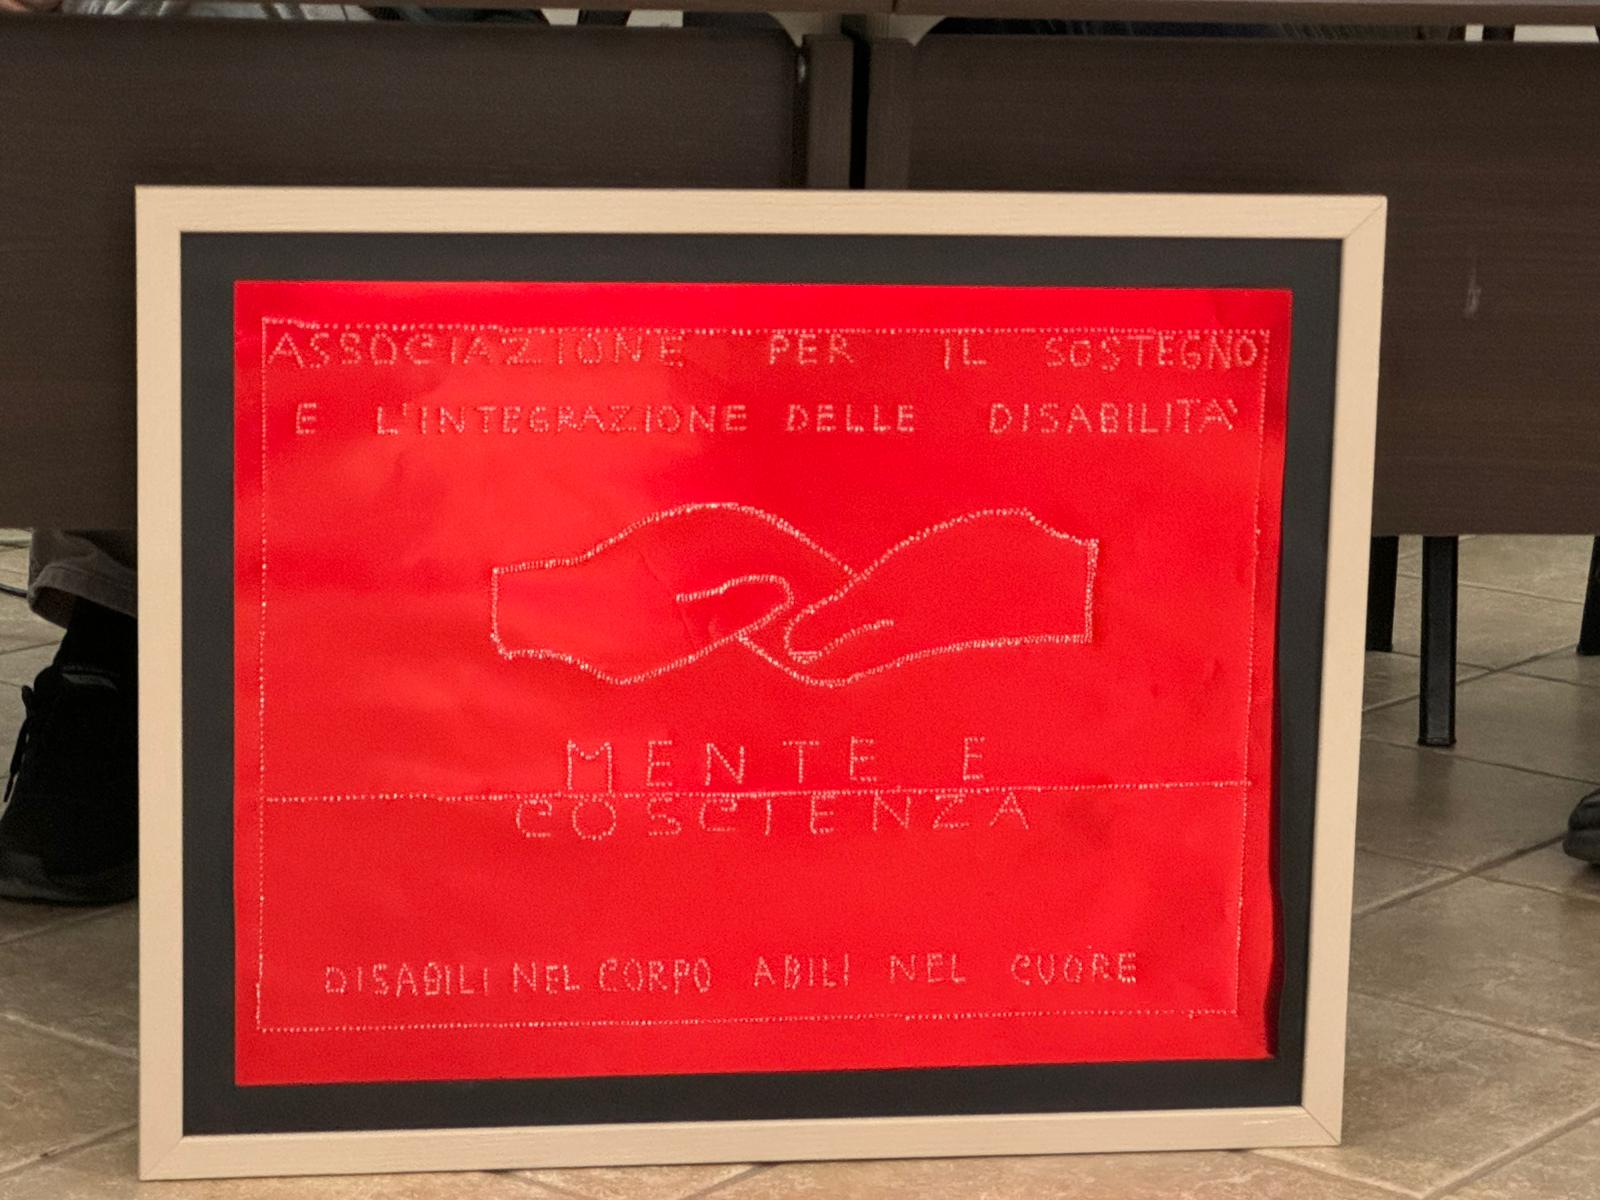 ASSOCIAZIONE PER IL SOSTEGNO
E L'INTEGRAZIONE DELLE DISABILITA'
MENTE E
COSCIENZA
DISABILI NEL CORPO ABILI NEL CUORE